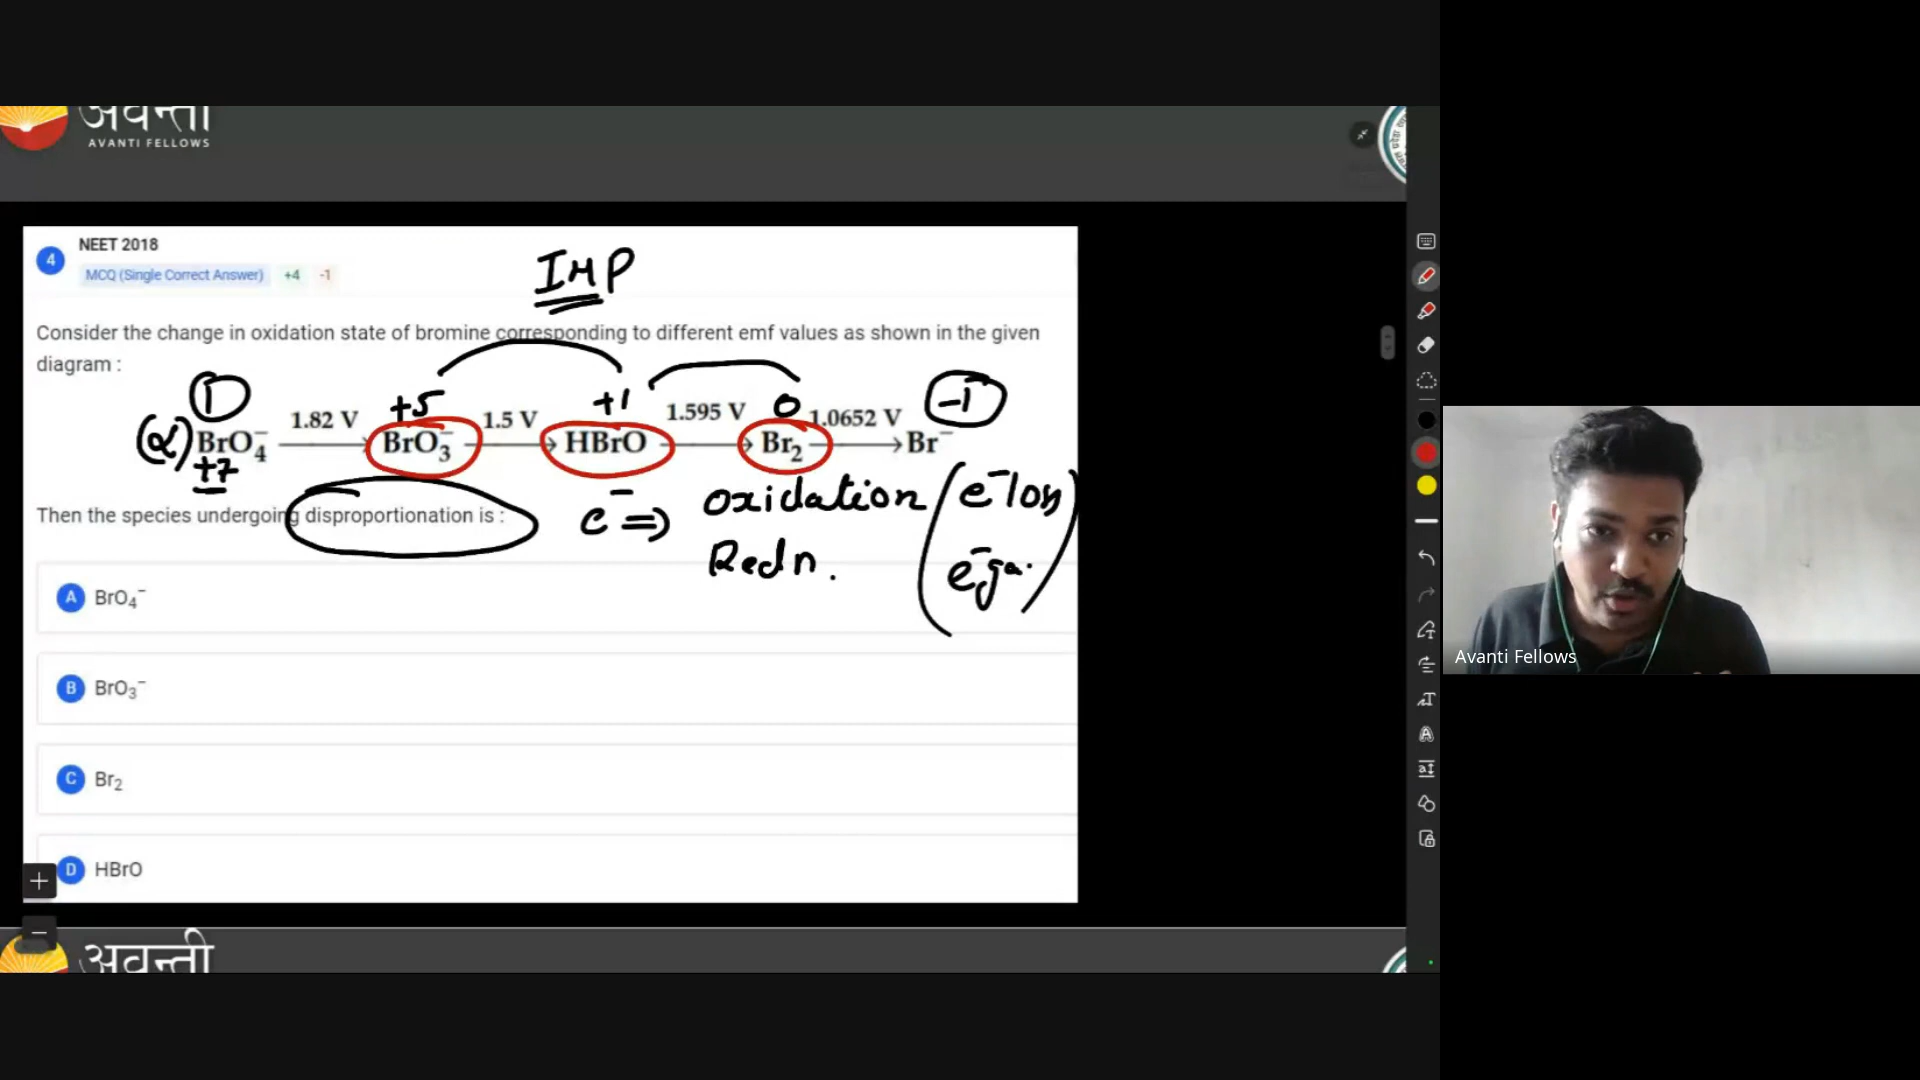 अवन्ती
AVANTI FELLOWS
4
NEET 2018
MCQ (Single Correct Answer) +4 -1
IMP
Consider the change in oxidation state of bromine corresponding to different emf values as shown in the given
diagram :
1 +5 +1 0 -1
(2) BrO₄⁻ 1.82 V → BrO₃⁻ 1.5 V → HBrO 1.595 V → Br₂ 1.0652 V → Br⁻
+7
Then the species undergoing disproportionation is :
e⁻ ⇒ oxidation (e⁻ loss
Redn. e⁻ ga.)
A BrO₄⁻
B BrO₃⁻
C Br₂
D HBrO
अवन्ती
Avanti Fellows